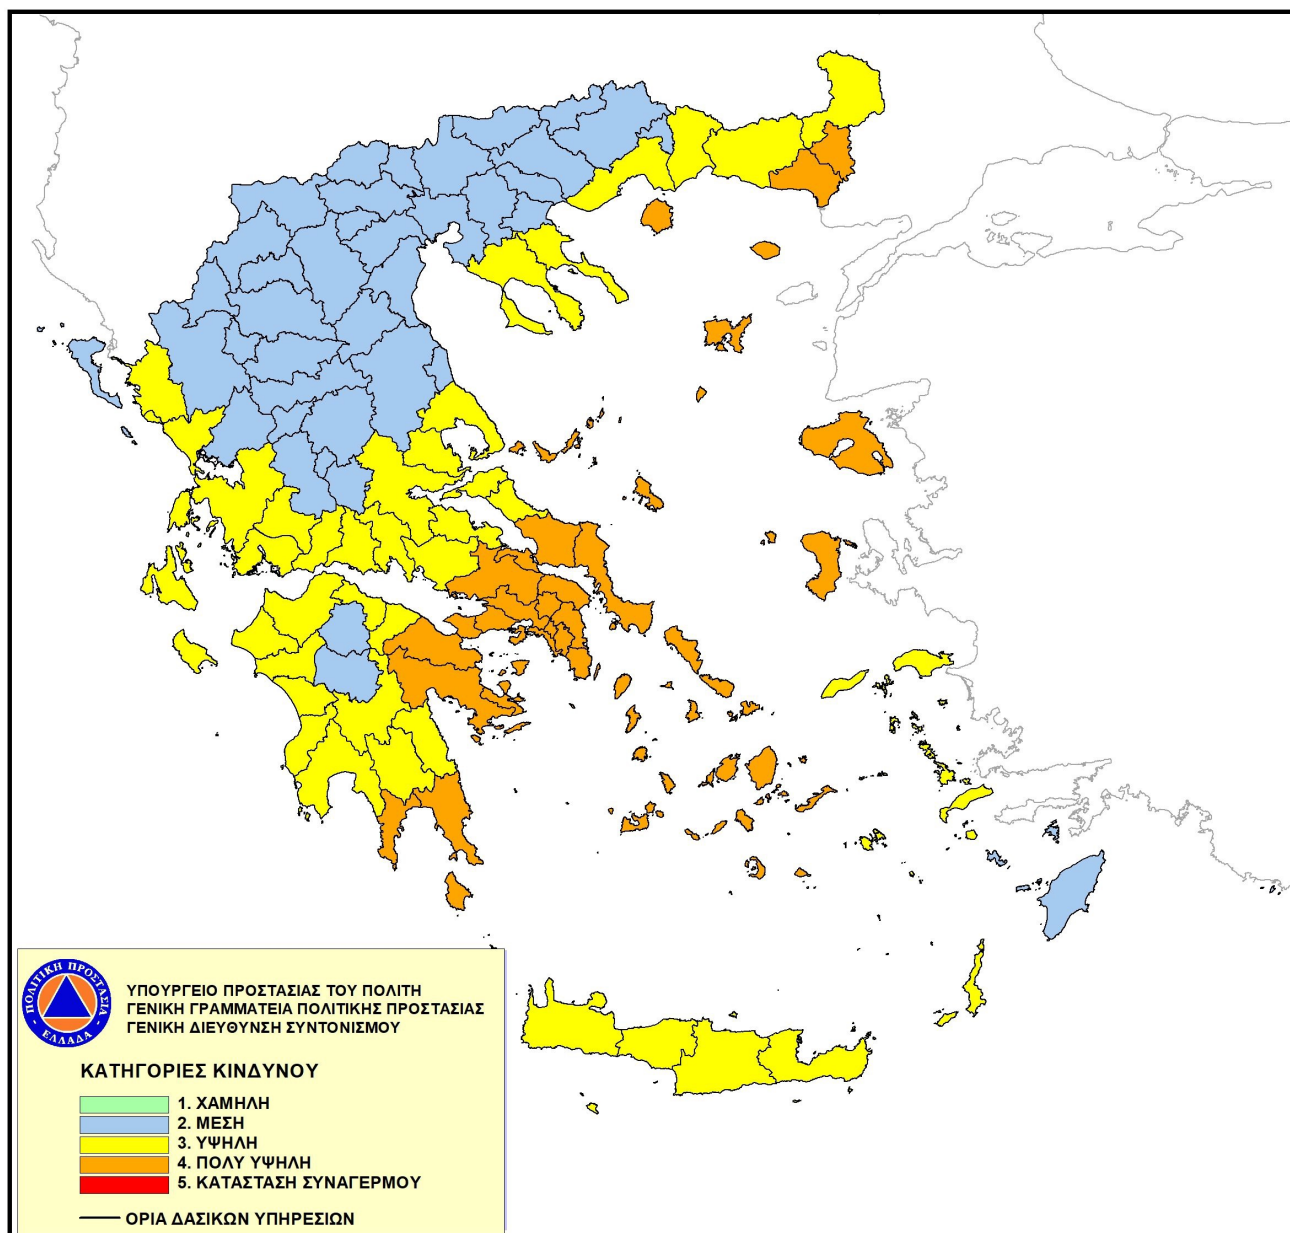 ΠΟΛΙΤΙΚΗ ΠΡΟΣΤΑΣΙΑ
- ΕΛΛΑΔΑ -
ΥΠΟΥΡΓΕΙΟ ΠΡΟΣΤΑΣΙΑΣ ΤΟΥ ΠΟΛΙΤΗ
ΓΕΝΙΚΗ ΓΡΑΜΜΑΤΕΙΑ ΠΟΛΙΤΙΚΗΣ ΠΡΟΣΤΑΣΙΑΣ
ΓΕΝΙΚΗ ΔΙΕΥΘΥΝΣΗ ΣΥΝΤΟΝΙΣΜΟΥ
ΚΑΤΗΓΟΡΙΕΣ ΚΙΝΔΥΝΟΥ
1. ΧΑΜΗΛΗ
2. ΜΕΣΗ
3. ΥΨΗΛΗ
4. ΠΟΛΥ ΥΨΗΛΗ
5. ΚΑΤΑΣΤΑΣΗ ΣΥΝΑΓΕΡΜΟΥ
ΟΡΙΑ ΔΑΣΙΚΩΝ ΥΠΗΡΕΣΙΩΝ